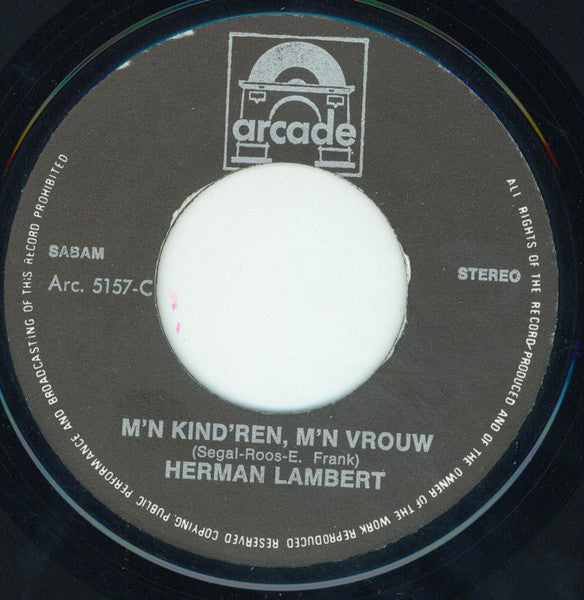 arcade
SABAM
Arc. 5157-C
STEREO
M'N KIND'REN, M'N VROUW
(Segal-Roos-E. Frank)
HERMAN LAMBERT
ALL RIGHTS OF THE RECORD PRODUCED AND OF THE OWNER OF THE WORK REPRODUCED RESERVED COPYING, PUBLIC PERFORMANCE AND BROADCASTING OF THIS RECORD PROHIBITED